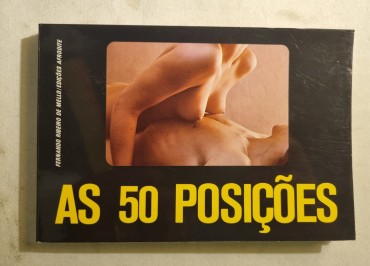 FERNANDO RIBEIRO DE MELLO/EDIÇÕES AFRODITE
AS 50 POSIÇÕES